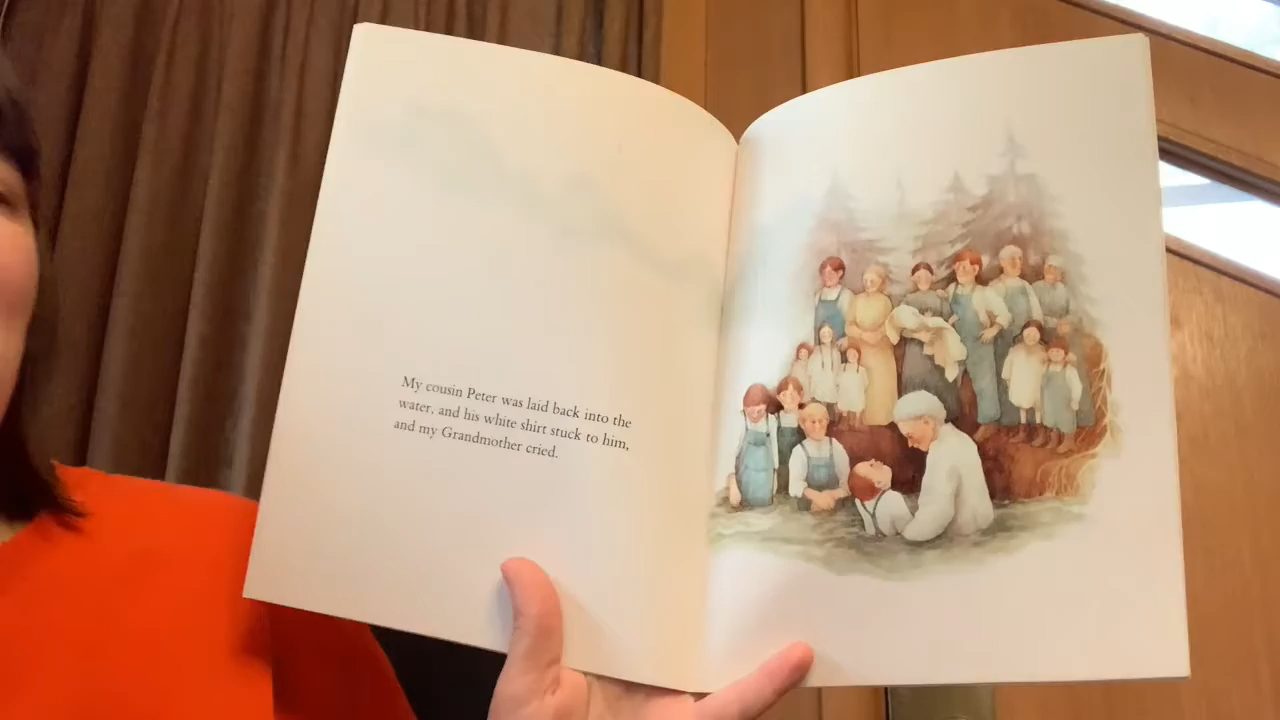 My cousin Peter was laid back into the
water, and his white shirt stuck to him,
and my Grandmother cried.